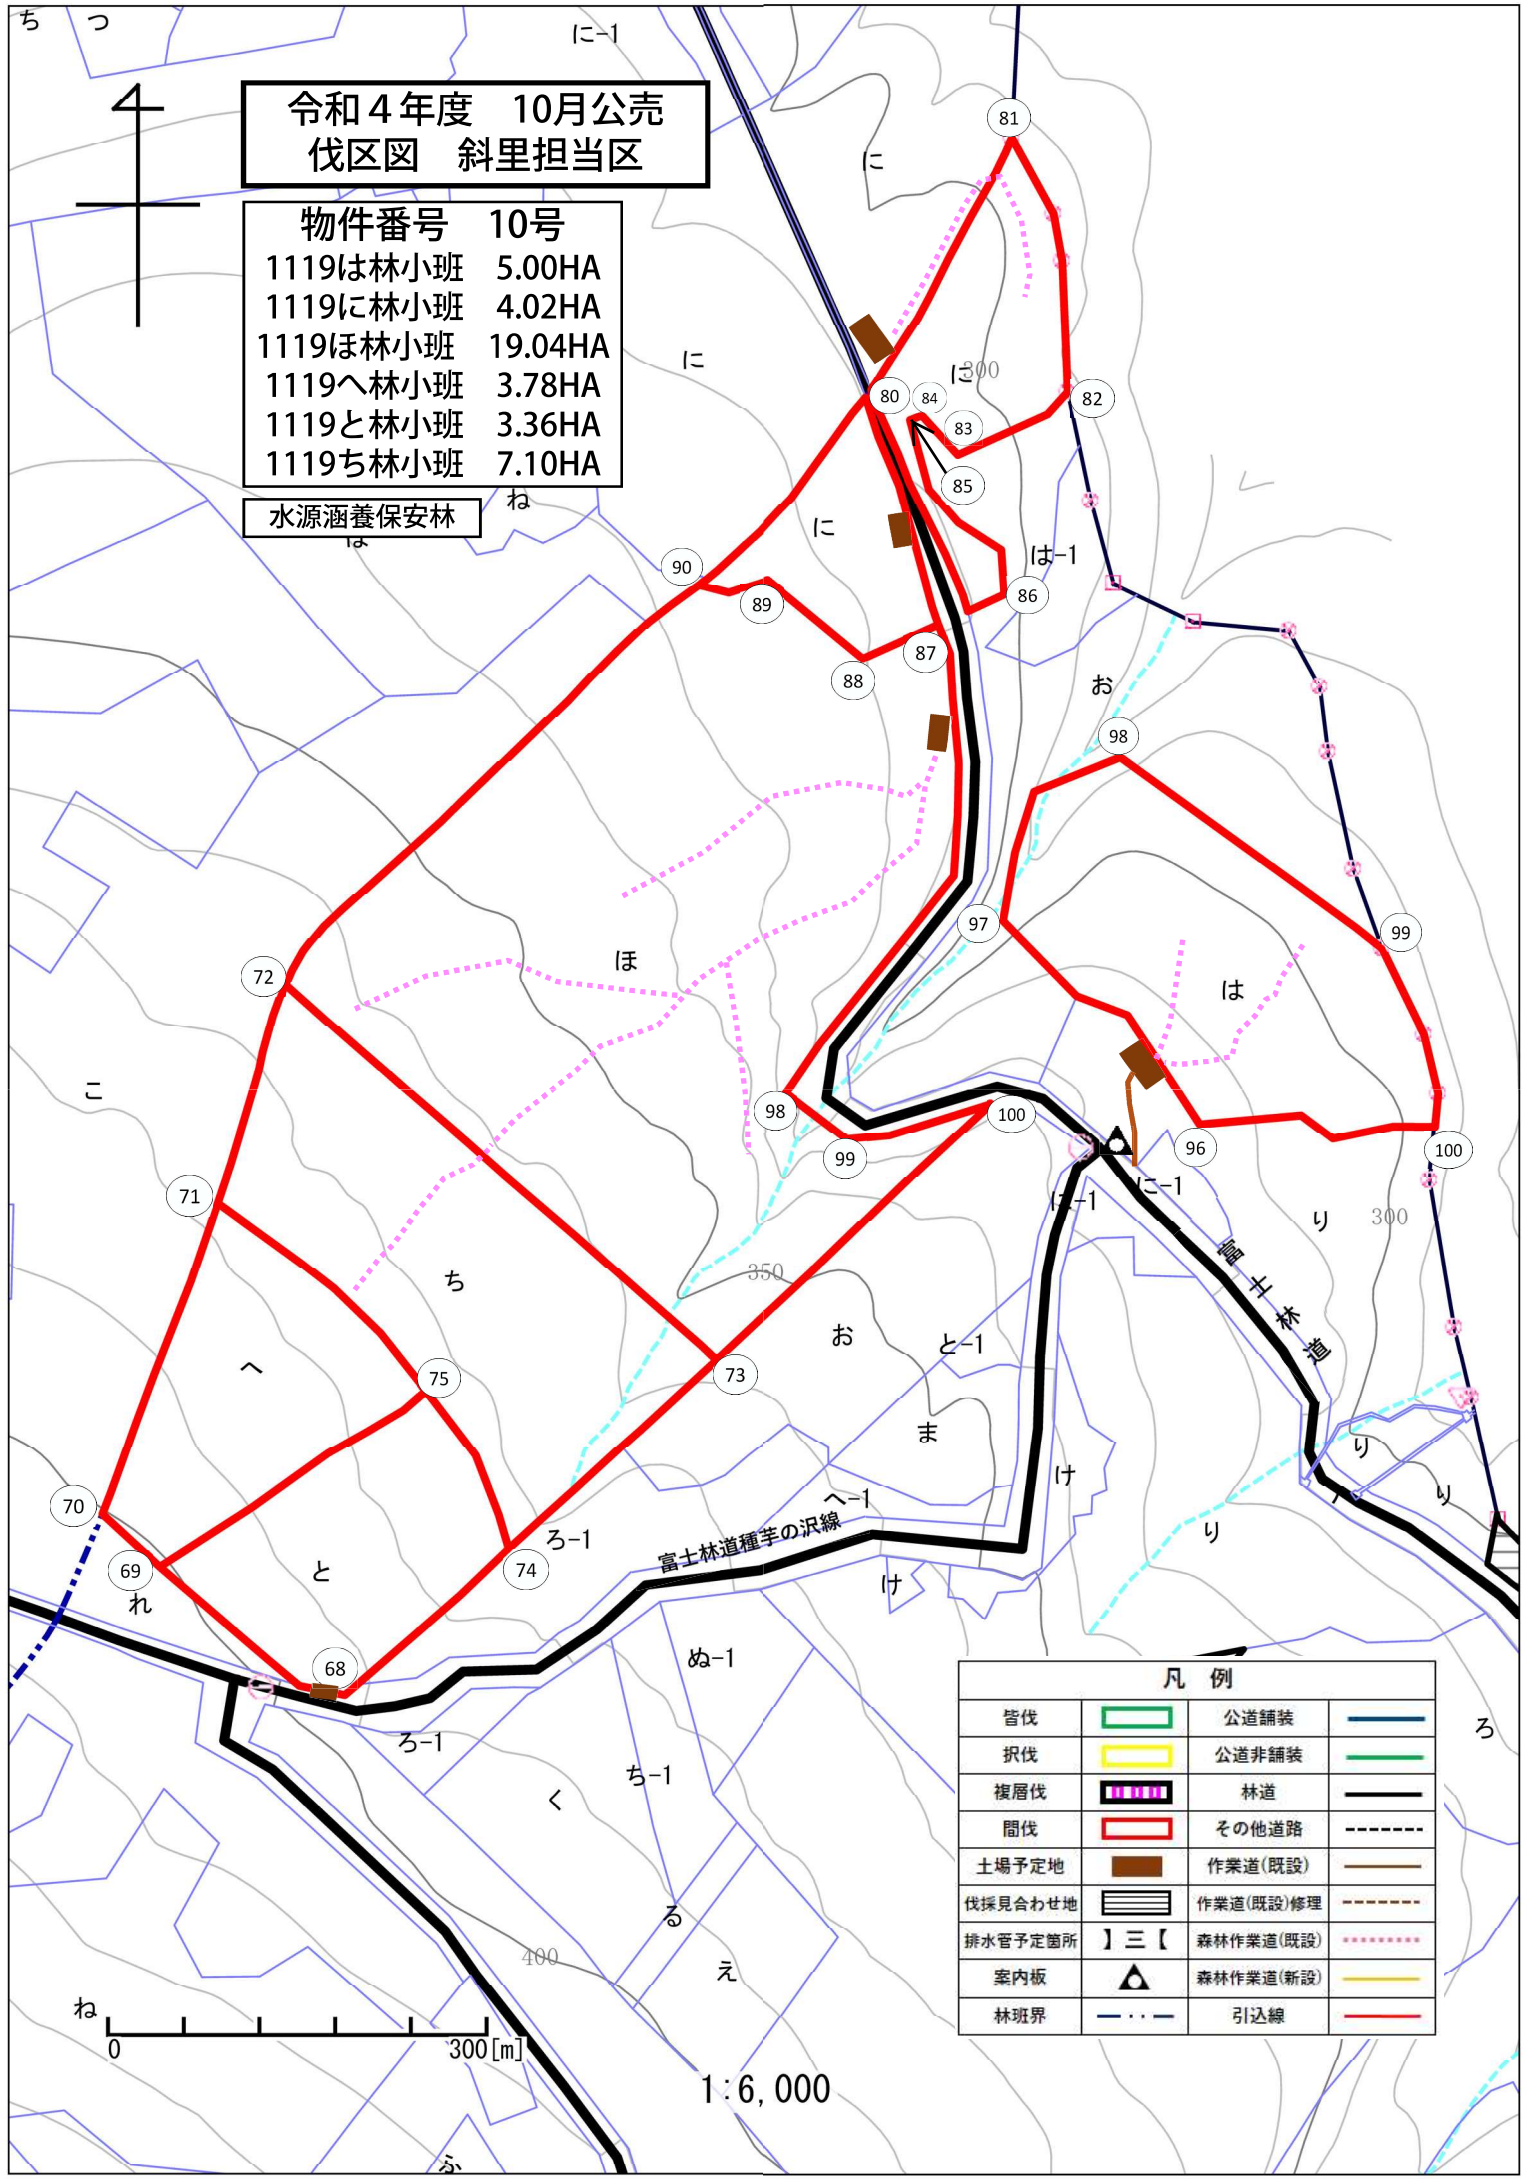 ち つ
に-1
令和４年度　10月公売
伐区図　斜里担当区
物件番号　10号
1119は林小班　5.00HA
1119に林小班　4.02HA
1119ほ林小班　19.04HA
1119へ林小班　3.78HA
1119と林小班　3.36HA
1119ち林小班　7.10HA
水源涵養保安林
81
に
に
に
300
80
84
82
83
85
ね
に
は-1
90
86
89
87
88
お
98
97
99
ほ
72
は
こ
98
100
99
96
100
71
は-1
に-1
り
300
富士林道
ち
350
お
と-1
へ
73
75
ま
り
け
り
へ-1
70
富士林道種芋の沢線
ろ-1
り
74
69
と
け
れ
68
ぬ-1
ろ-1
ち-1
く
ろ
る
400
え
ね
0
300[m]
1:6,000
ふ
凡　例
皆伐 公道舗装
択伐 公道非舗装
複層伐 林道
間伐 その他道路
土場予定地 作業道(既設)
伐採見合わせ地 作業道(既設)修理
排水管予定箇所 】三【 森林作業道(既設)
案内板 森林作業道(新設)
林班界 引込線